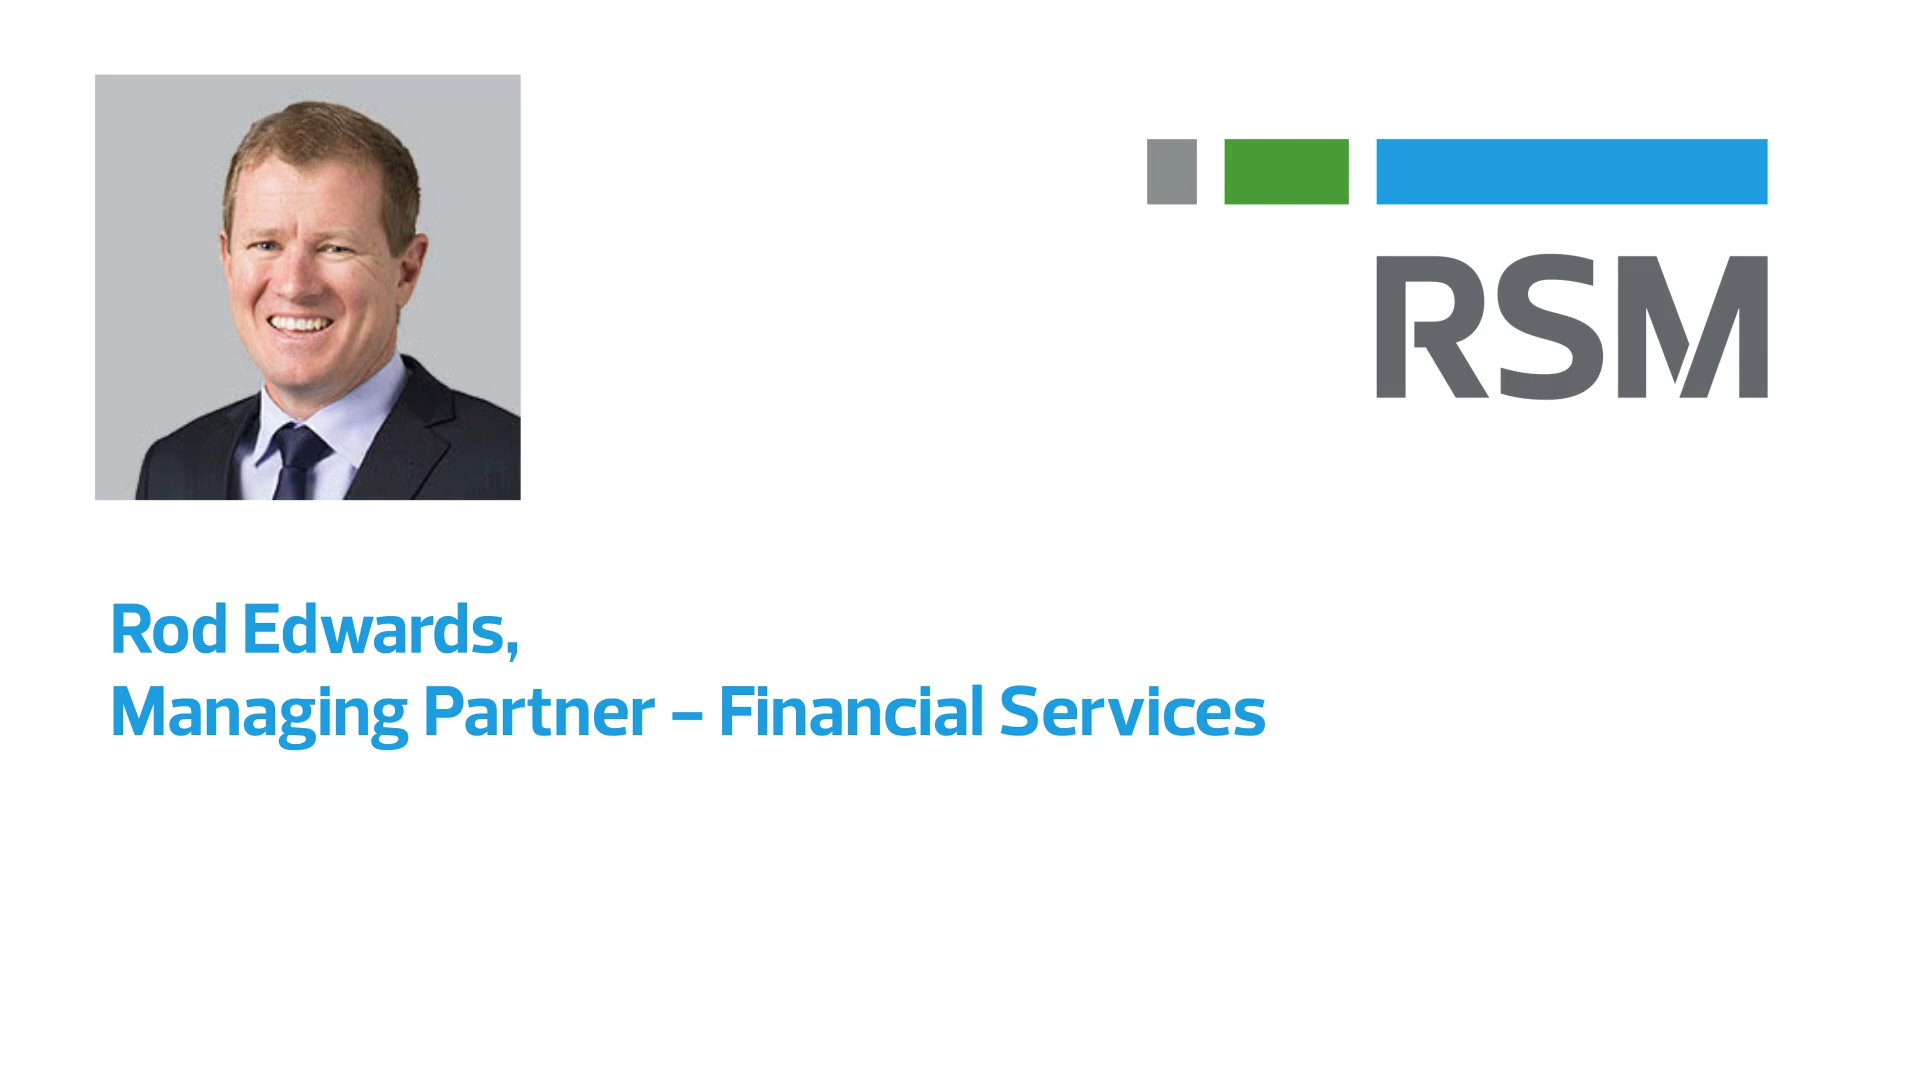 RSM
Rod Edwards,
Managing Partner – Financial Services